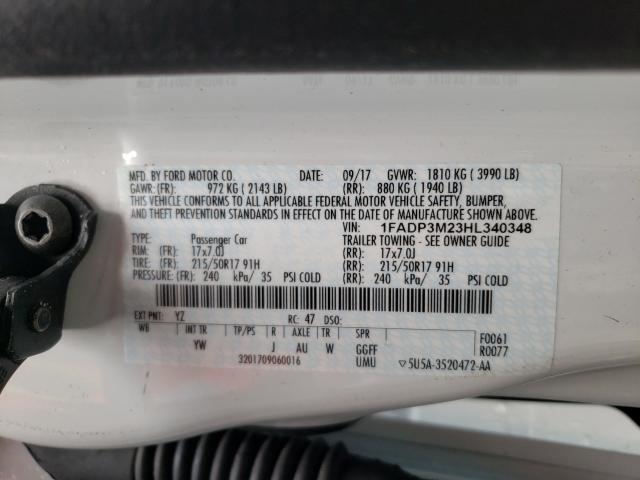 MFD. BY FORD MOTOR CO. DATE: 09/17 GVWR: 1810 KG ( 3990 LB)
GAWR: (FR): 972 KG ( 2143 LB) (RR): 880 KG ( 1940 LB)
THIS VEHICLE CONFORMS TO ALL APPLICABLE FEDERAL MOTOR VEHICLE SAFETY, BUMPER,
AND THEFT PREVENTION STANDARDS IN EFFECT ON THE DATE OF MANUFACTURE SHOWN ABOVE.
VIN: 1FADP3M23HL340348
TYPE: Passenger Car TRAILER TOWING - SEE OWNER GUIDE
RIM: (FR): 17x7.0J (RR): 17x7.0J
TIRE: (FR): 215/50R17 91H (RR): 215/50R17 91H
PRESSURE: (FR): 240 kPa/ 35 PSI COLD (RR): 240 kPa/ 35 PSI COLD
EXT PNT: YZ RC: 47 DSO:
WB INT TR TP/PS R AXLE TR SPR F0061
YW J AU W GGFF R0077
3201709060016 UMU 5U5A-3520472-AA